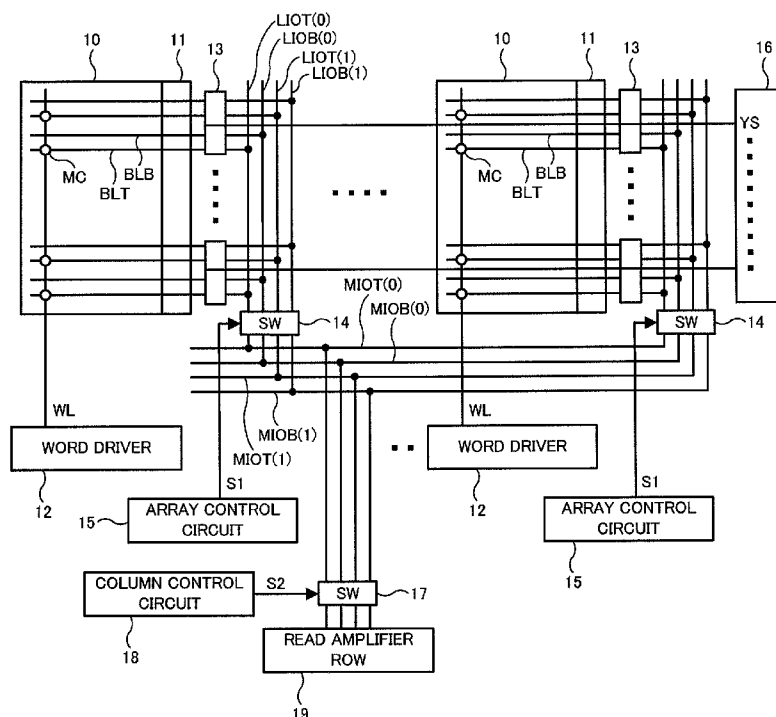 LIOT(0)
LIOB(0)
LIOT(1)
LIOB(1)
10
11
13
10
11
13
16
YS
MC
BLT
BLB
MC
BLT
BLB
MIOT(0)
MIOB(0)
SW
14
SW
14
WL
MIOT(1)
MIOB(1)
WL
WORD DRIVER
12
S1
WORD DRIVER
12
S1
15
ARRAY CONTROL
CIRCUIT
ARRAY CONTROL
CIRCUIT
15
COLUMN CONTROL
CIRCUIT
S2
SW
17
18
READ AMPLIFIER
ROW
19